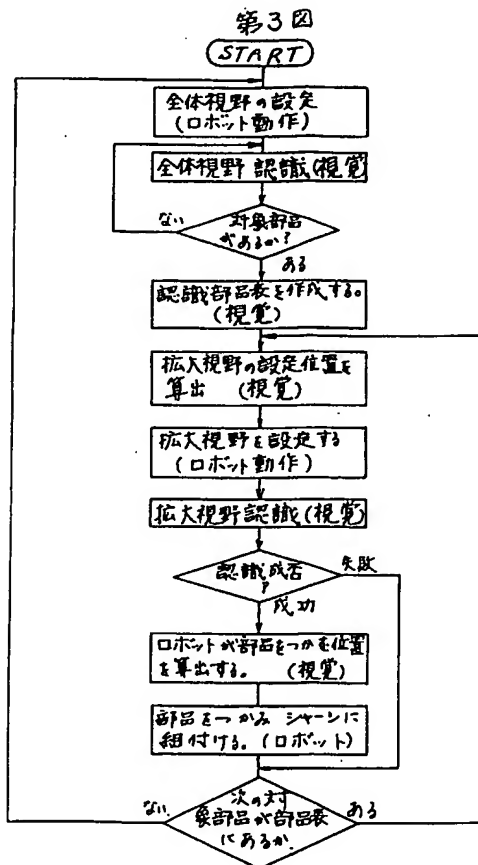 第3図
START
全体視野の設定
(ロボット動作)
全体視野認識(視覚)
ない
対象部品
があるか?
ある
認識部品表を作成する。
(視覚)
拡大視野の設定位置を
算出 (視覚)
拡大視野を設定する
(ロボット動作)
拡大視野認識(視覚)
認識成否
?
失敗
成功
ロボットが部品をつかむ位置
を算出する。 (視覚)
部品をつかみ シャーシに
組付ける。(ロボット)
ない
次の対
象部品が部品表
にあるか
ある